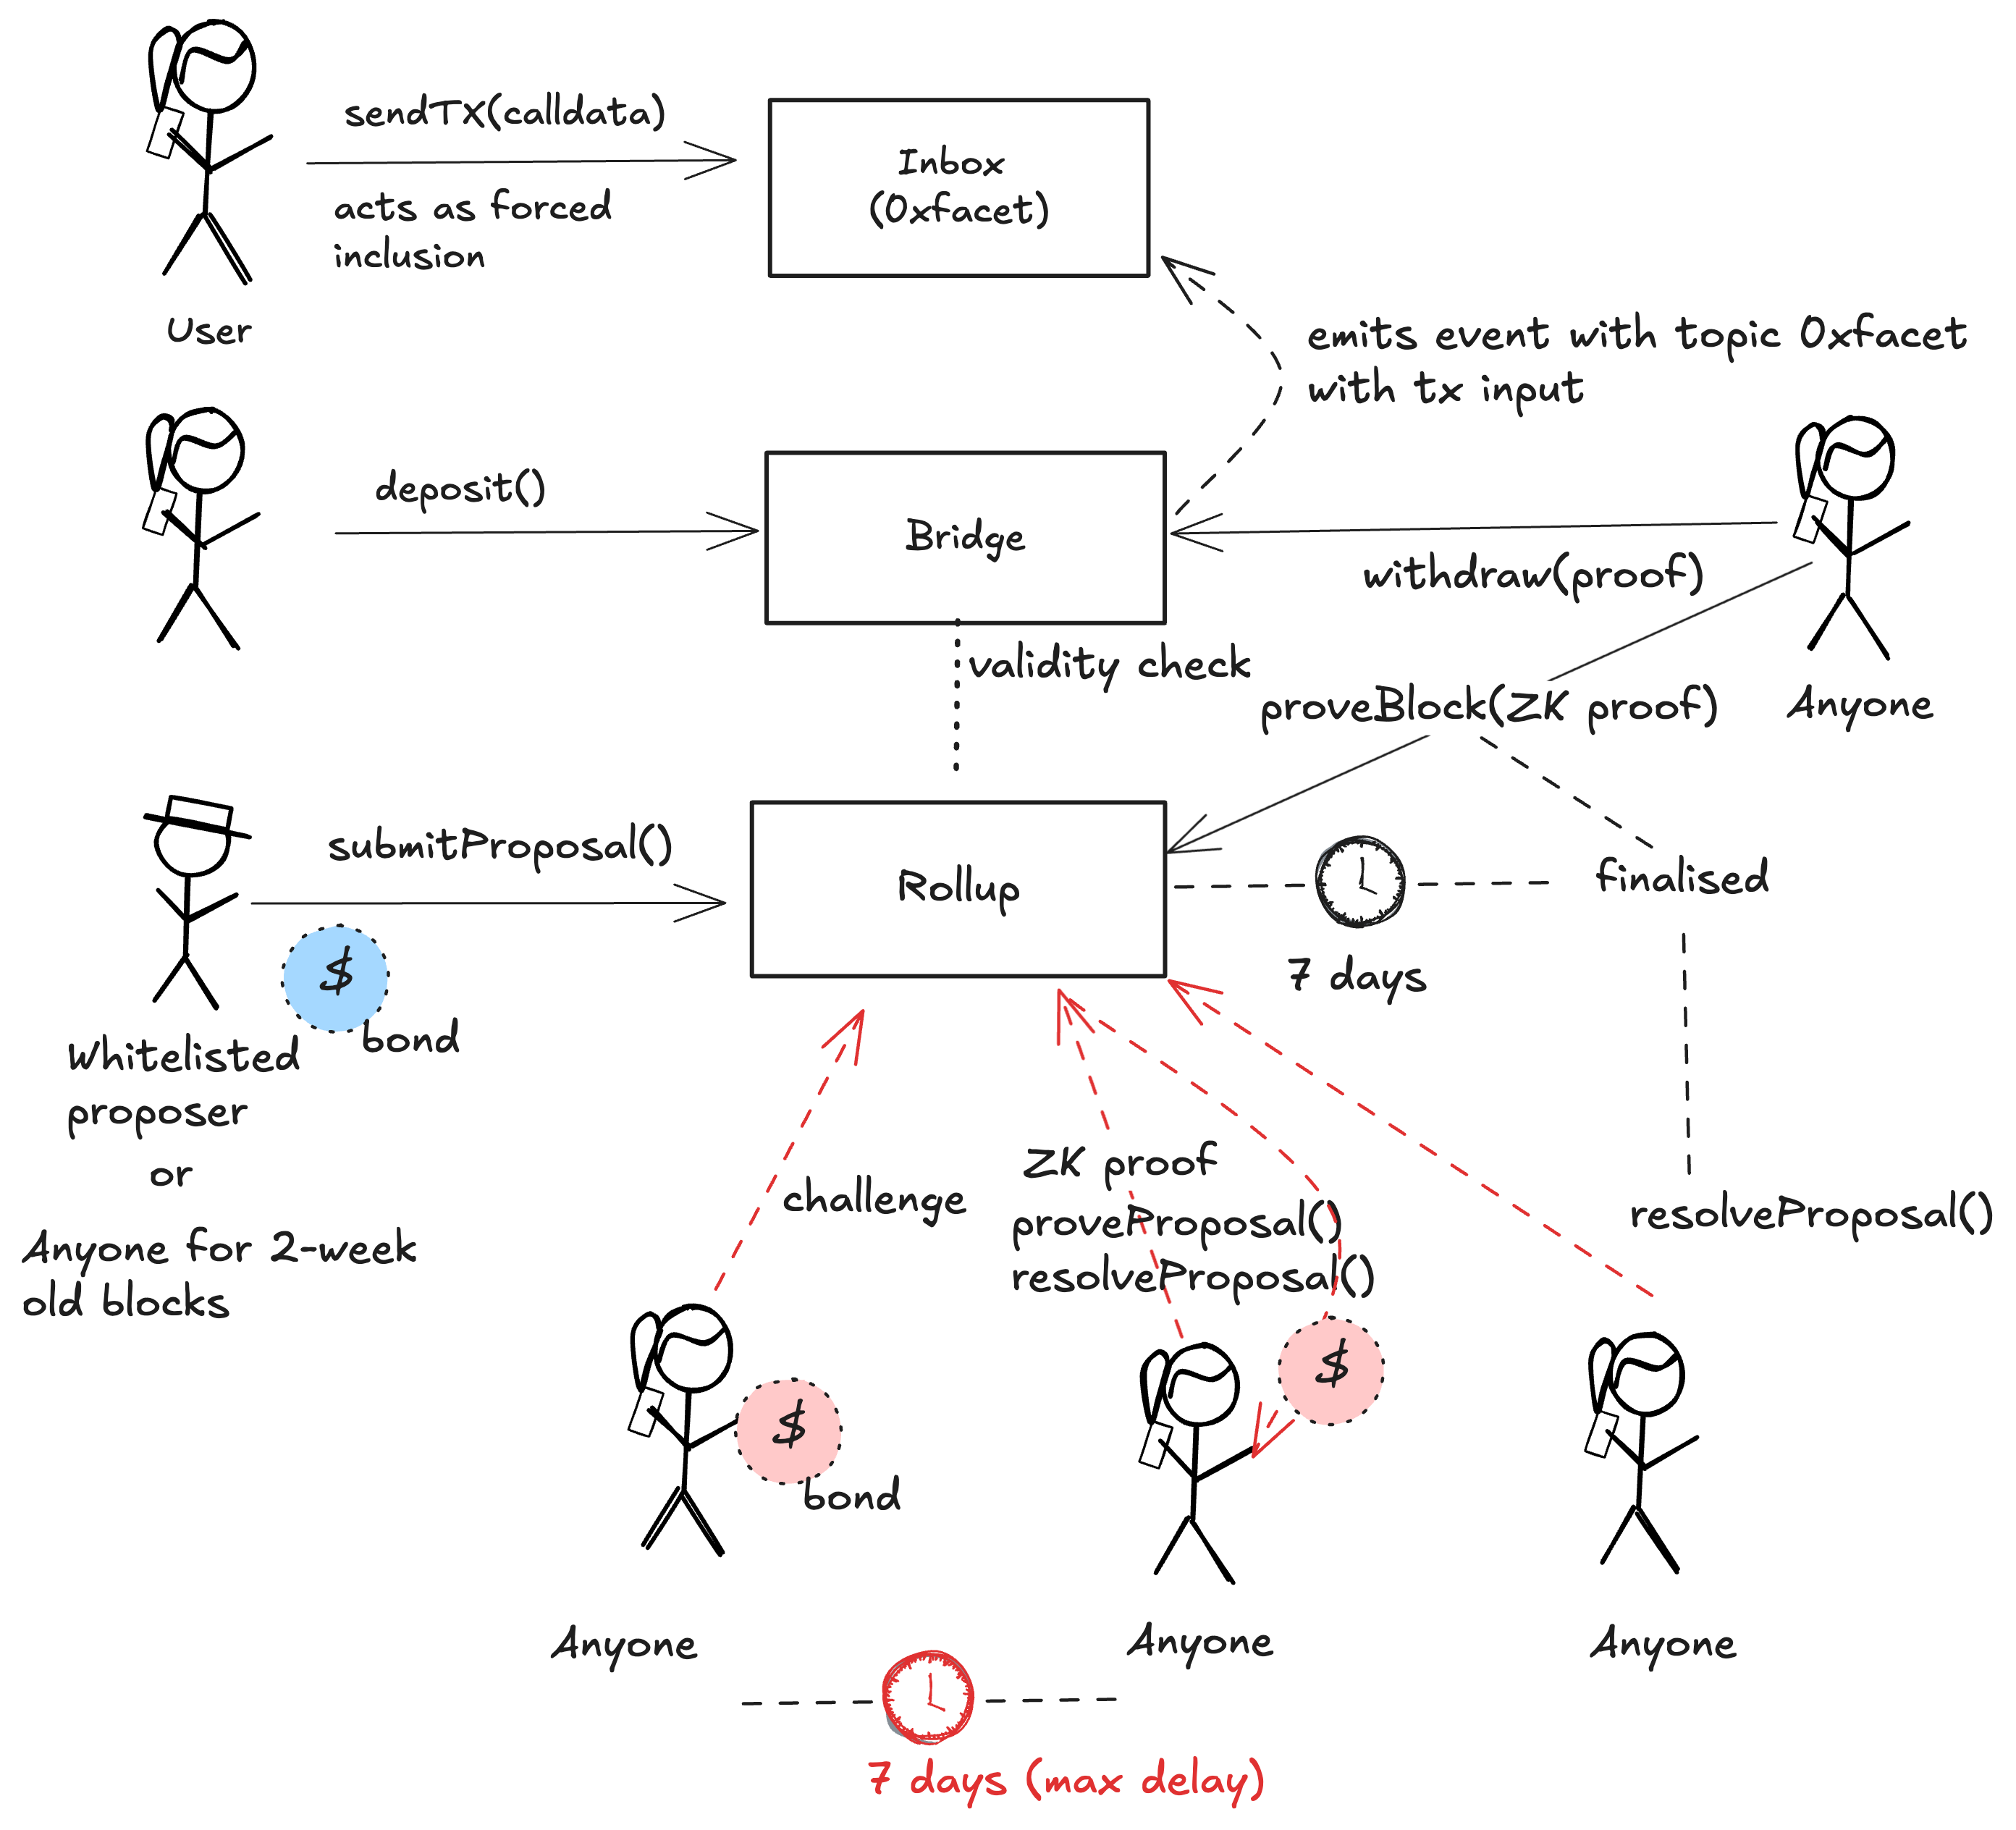 sendTX(calldata)
acts as forced
inclusion
User
Inbox
(0xfacet)
emits event with topic 0xfacet
with tx input
deposit()
Bridge
withdraw(proof)
validity check
proveBlock(ZK proof)
Anyone
submitProposal()
$
bond
Whitelisted
proposer
or
Anyone for 2-week
old blocks
Rollup
7 days
finalised
resolveProposal()
challenge
ZK proof
proveProposal()
resolveProposal()
$
bond
$
Anyone
Anyone
Anyone
7 days (max delay)